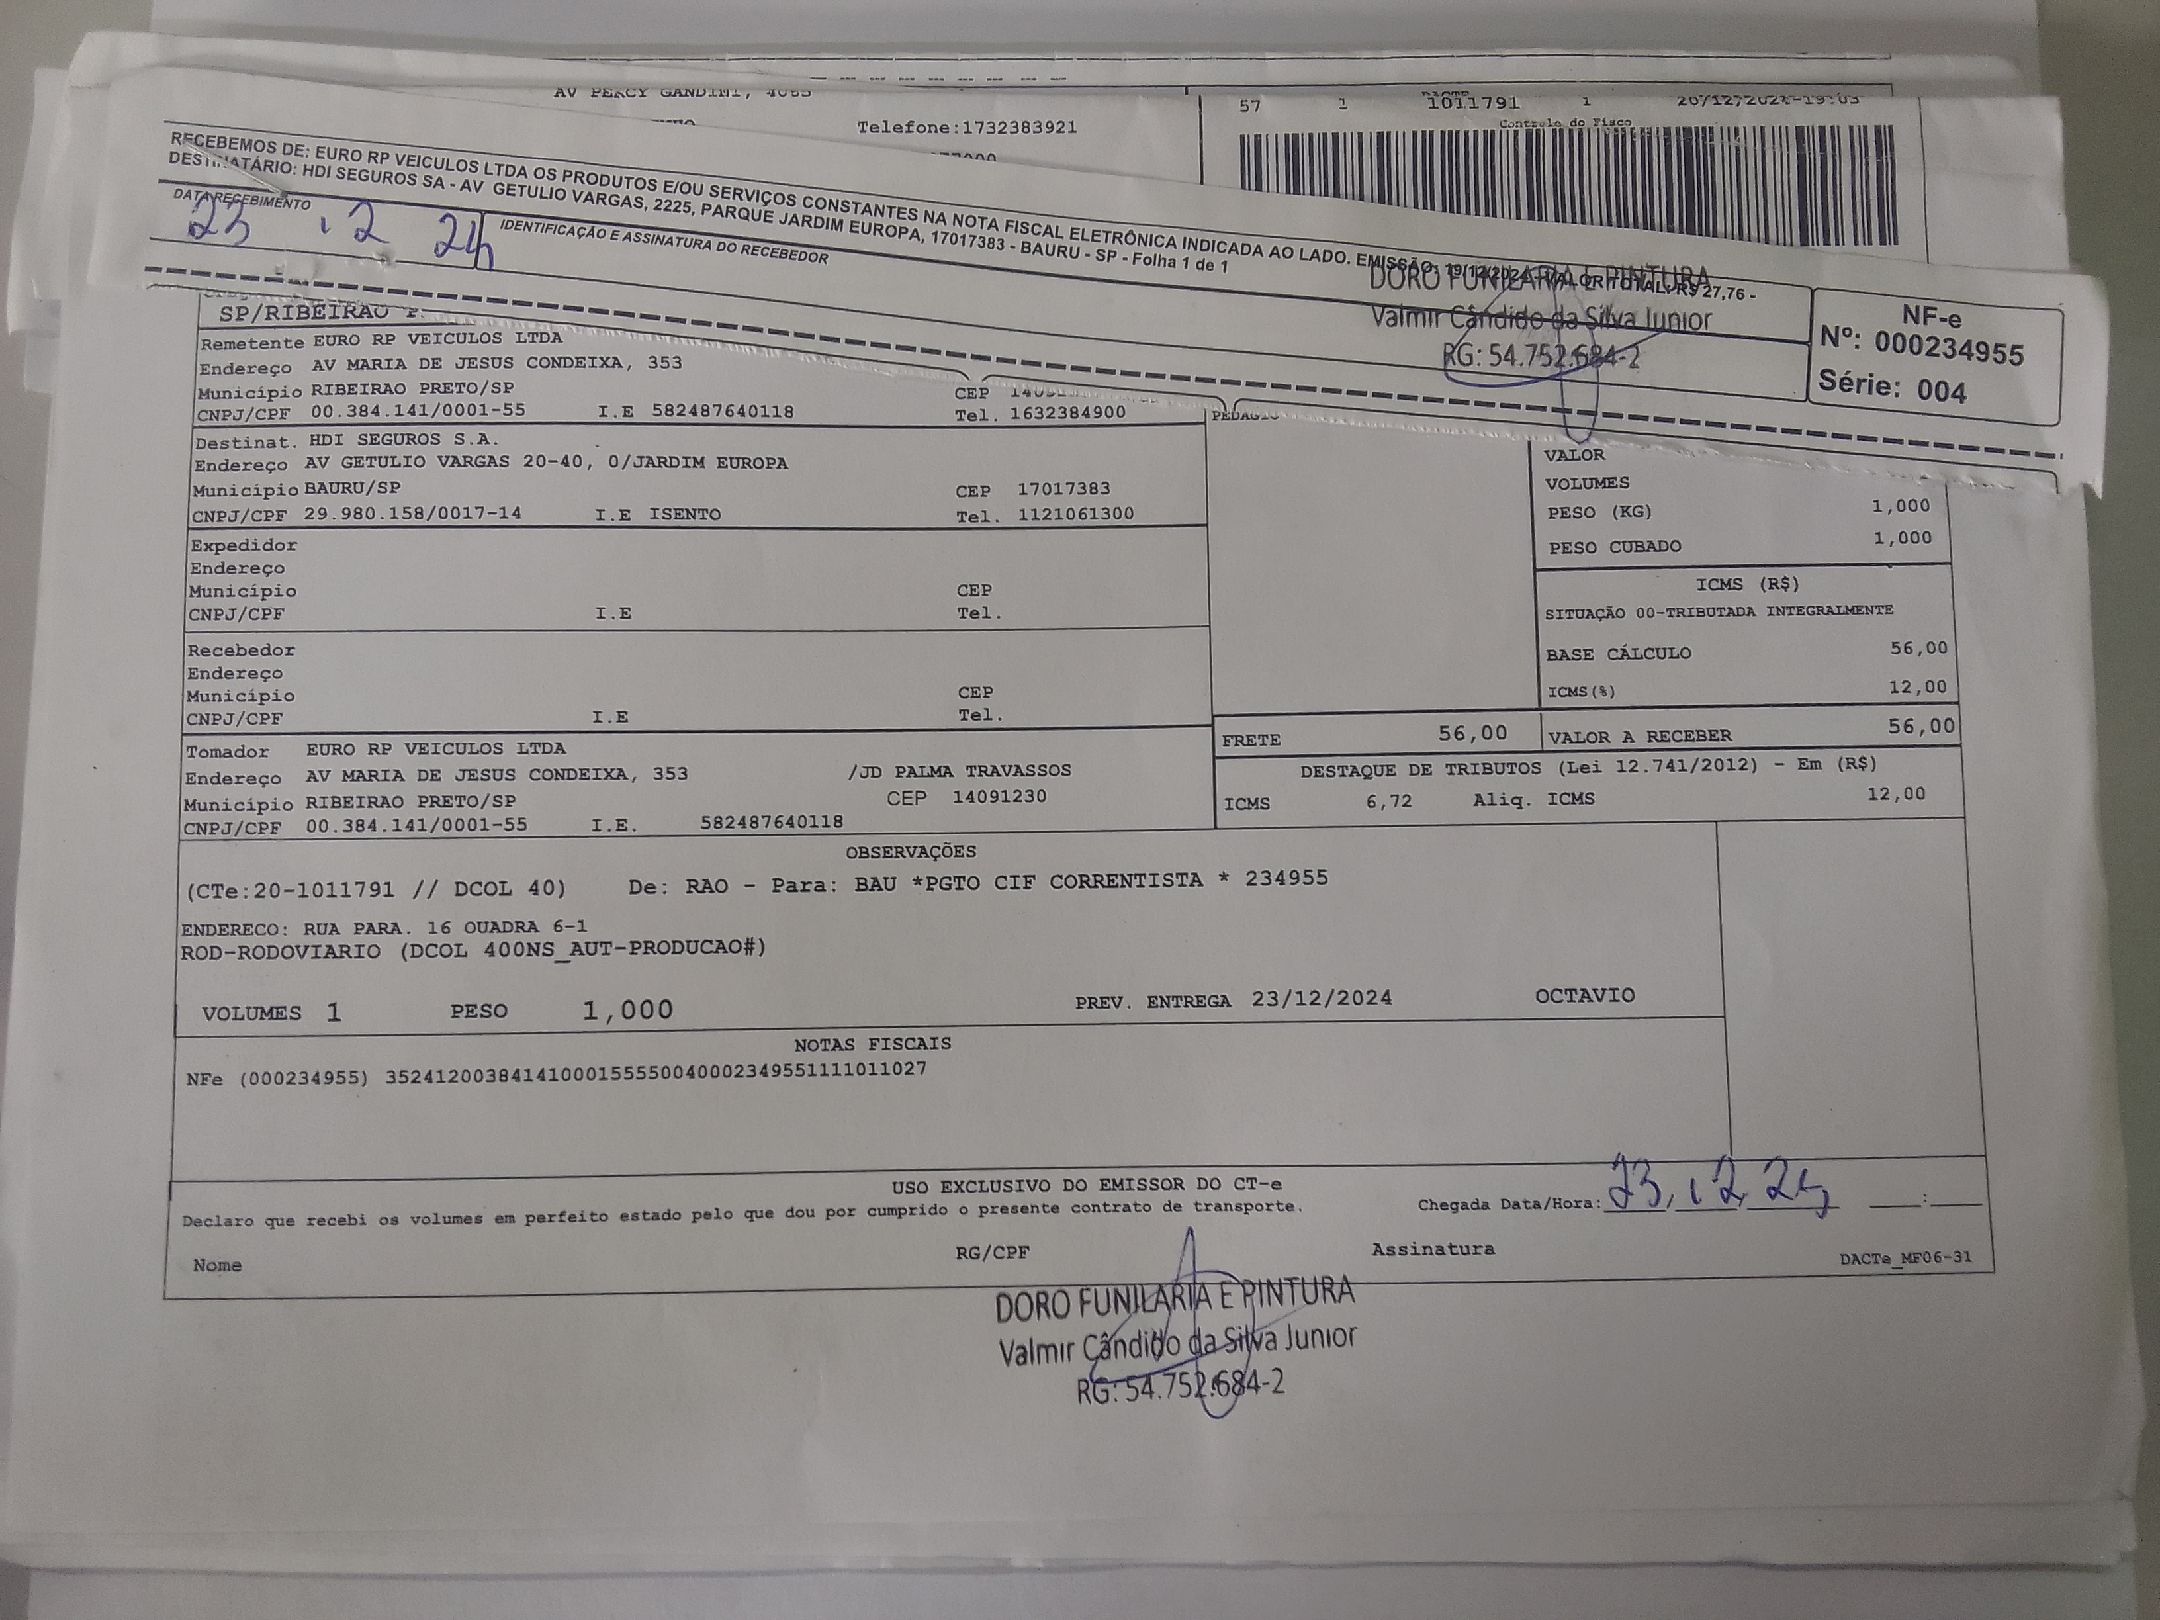 AV PERCY GANDINI, 4085
57 1 1011791 1 20/12/2024-19:03
Telefone:1732383921
Controle do Fisco
RECEBEMOS DE: EURO RP VEICULOS LTDA OS PRODUTOS E/OU SERVIÇOS CONSTANTES NA NOTA FISCAL ELETRÔNICA INDICADA AO LADO. EMISSÃO: 19/12/2024 - VALOR TOTAL: R$ 27,76 -
DESTINATÁRIO: HDI SEGUROS SA - AV GETULIO VARGAS, 2225, PARQUE JARDIM EUROPA, 17017383 - BAURU - SP - Folha 1 de 1
DATA RECEBIMENTO
23 12 24
IDENTIFICAÇÃO E ASSINATURA DO RECEBEDOR
DORO FUNILARIA E PINTURA
Valmir Cândido da Silva Junior
RG: 54.752.684-2
NF-e
Nº: 000234955
Série: 004
SP/RIBEIRAO P
Remetente EURO RP VEICULOS LTDA
Endereço AV MARIA DE JESUS CONDEIXA, 353
Município RIBEIRAO PRETO/SP CEP
CNPJ/CPF 00.384.141/0001-55 I.E 582487640118 Tel. 1632384900
PEDAGIO
Destinat. HDI SEGUROS S.A.
Endereço AV GETULIO VARGAS 20-40, 0/JARDIM EUROPA
Município BAURU/SP CEP 17017383
CNPJ/CPF 29.980.158/0017-14 I.E ISENTO Tel. 1121061300
VALOR
VOLUMES
PESO (KG) 1,000
PESO CUBADO 1,000
Expedidor
Endereço
Município CEP
CNPJ/CPF I.E Tel.
ICMS (R$)
SITUAÇÃO 00-TRIBUTADA INTEGRALMENTE
BASE CÁLCULO 56,00
ICMS(%) 12,00
Recebedor
Endereço
Município CEP
CNPJ/CPF I.E Tel.
FRETE 56,00 VALOR A RECEBER 56,00
Tomador EURO RP VEICULOS LTDA
Endereço AV MARIA DE JESUS CONDEIXA, 353 /JD PALMA TRAVASSOS
Município RIBEIRAO PRETO/SP CEP 14091230
CNPJ/CPF 00.384.141/0001-55 I.E. 582487640118
DESTAQUE DE TRIBUTOS (Lei 12.741/2012) - Em (R$)
ICMS 6,72 Aliq. ICMS 12,00
OBSERVAÇÕES
(CTe:20-1011791 // DCOL 40) De: RAO - Para: BAU *PGTO CIF CORRENTISTA * 234955
ENDERECO: RUA PARA. 16 QUADRA 6-1
ROD-RODOVIARIO (DCOL 400NS_AUT-PRODUCAO#)
VOLUMES 1 PESO 1,000 PREV. ENTREGA 23/12/2024 OCTAVIO
NOTAS FISCAIS
NFe (000234955) 35241200384141000155550040002349551111011027
USO EXCLUSIVO DO EMISSOR DO CT-e
Declaro que recebi os volumes em perfeito estado pelo que dou por cumprido o presente contrato de transporte.
Chegada Data/Hora: 23 12 24 :
Nome RG/CPF Assinatura DACTe_MF06-31
DORO FUNILARIA E PINTURA
Valmir Cândido da Silva Junior
RG: 54.752.684-2